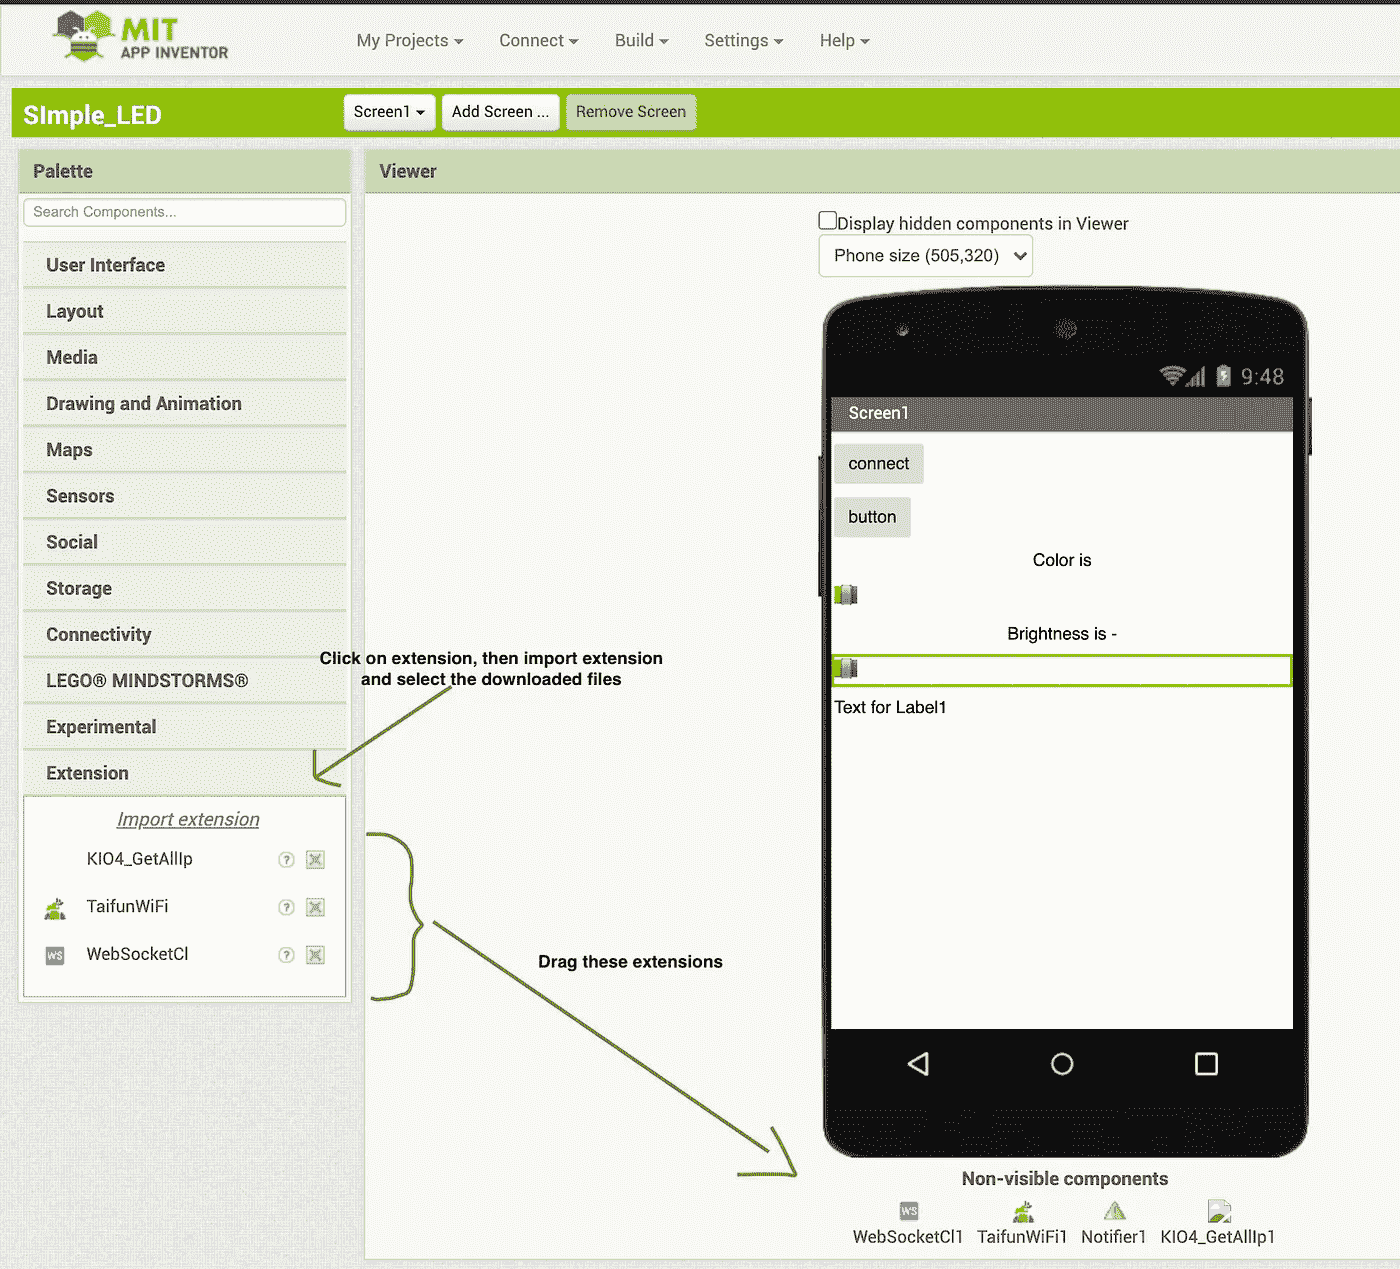 MIT
APP INVENTOR
My Projects
Connect
Build
Settings
Help
SImple_LED
Screen1
Add Screen ...
Remove Screen
Palette
Viewer
Search Components...
Display hidden components in Viewer
Phone size (505,320)
User Interface
Layout
Media
Drawing and Animation
Maps
Sensors
Social
Storage
Connectivity
LEGO® MINDSTORMS®
Experimental
Extension
Import extension
KIO4_GetAllIp
?
TaifunWiFi
?
WS
WebSocketCl
?
Click on extension, then import extension
and select the downloaded files
Drag these extensions
9:48
Screen1
connect
button
Color is
Brightness is -
Text for Label1
Non-visible components
WS
WebSocketCl1
TaifunWiFi1
Notifier1
KIO4_GetAllIp1